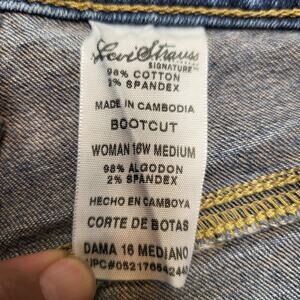 Levi Strauss
SIGNATURE
98% COTTON
2% SPANDEX
MADE IN CAMBODIA
BOOTCUT
WOMAN 16W MEDIUM
98% ALGODON
2% SPANDEX
HECHO EN CAMBOYA
CORTE DE BOTAS
DAMA 16 MEDIANO